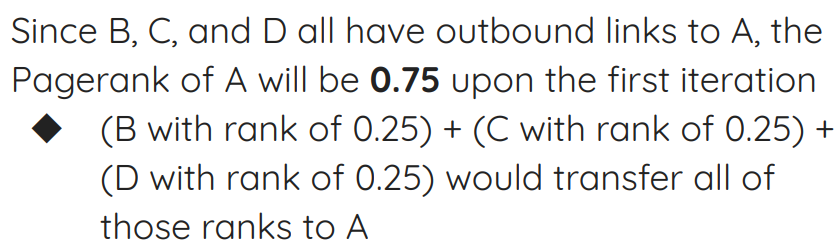 Since B, C, and D all have outbound links to A, the
Pagerank of A will be 0.75 upon the first iteration
◆ (B with rank of 0.25) + (C with rank of 0.25) +
(D with rank of 0.25) would transfer all of
those ranks to A